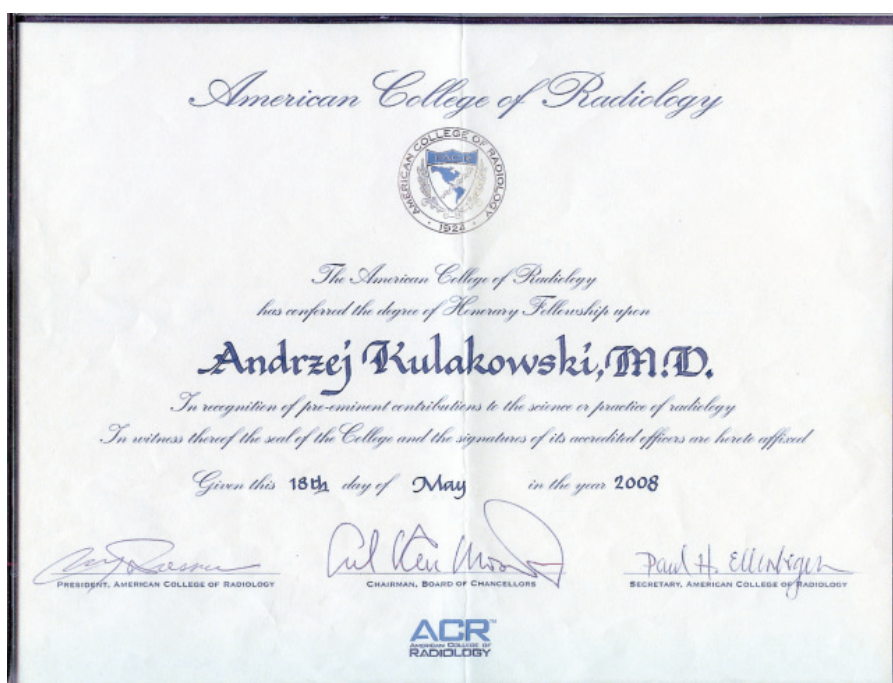 American College of Radiology
AMERICAN COLLEGE OF RADIOLOGY
1924
The American College of Radiology
has conferred the degree of Honorary Fellowship upon
Andrzej Kulakowski, M.D.
In recognition of pre-eminent contributions to the science or practice of radiology
In witness thereof the seal of the College and the signatures of its accredited officers are hereto affixed
Given this 18th day of May in the year 2008
Paul H. Ellenbogen
PRESIDENT, AMERICAN COLLEGE OF RADIOLOGY
CHAIRMAN, BOARD OF CHANCELLORS
SECRETARY, AMERICAN COLLEGE OF RADIOLOGY
ACR™
AMERICAN COLLEGE OF
RADIOLOGY